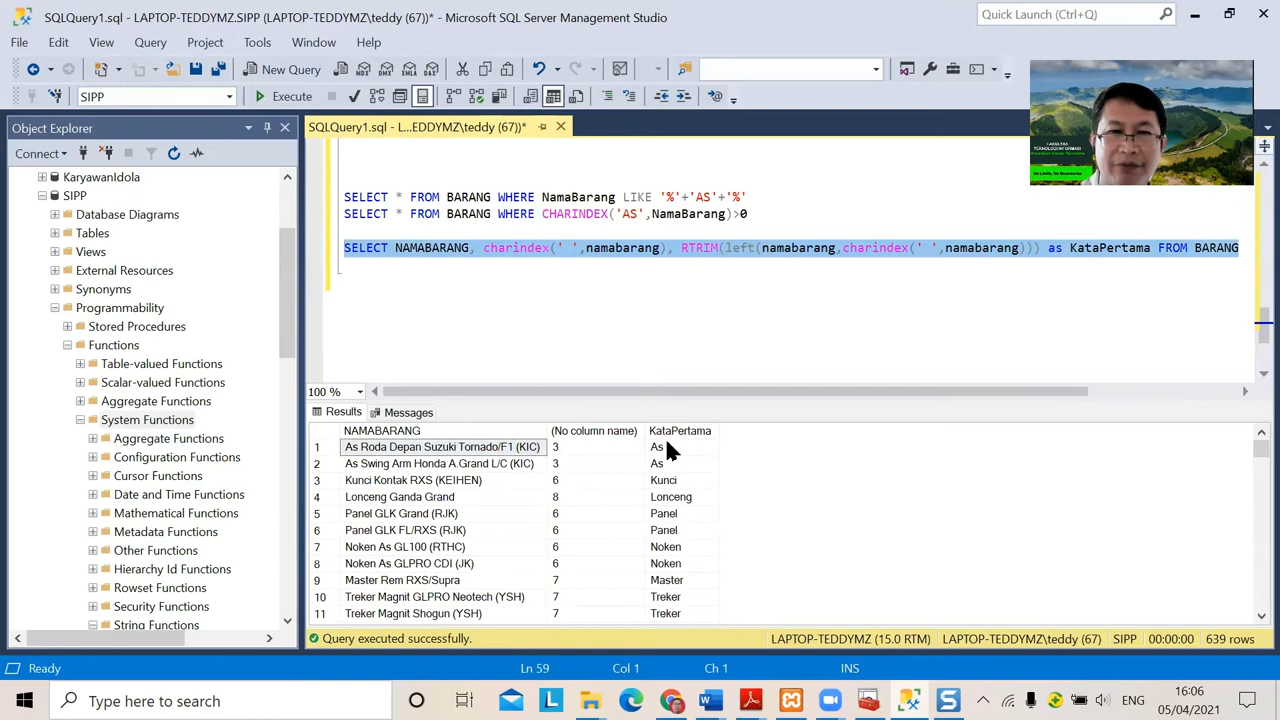 SQLQuery1.sql - LAPTOP-TEDDYMZ.SIPP (LAPTOP-TEDDYMZ\teddy (67))* - Microsoft SQL Server Management Studio
Quick Launch (Ctrl+Q)
File Edit View Query Project Tools Window Help
New Query MDX DMX XMLA DAX
SIPP Execute
Object Explorer
SQLQuery1.sql - L...EDDYMZ\teddy (67))*
Connect
KaryawanIdola
SIPP
Database Diagrams
Tables
Views
External Resources
Synonyms
Programmability
Stored Procedures
Functions
Table-valued Functions
Scalar-valued Functions
Aggregate Functions
System Functions
Aggregate Functions
Configuration Functions
Cursor Functions
Date and Time Functions
Mathematical Functions
Metadata Functions
Other Functions
Hierarchy Id Functions
Rowset Functions
Security Functions
String Functions
FAKULTAS
TEKNOLOGI INFORMASI
No Limits, No Boundaries
SELECT * FROM BARANG WHERE NamaBarang LIKE '%'+'AS'+'%'
SELECT * FROM BARANG WHERE CHARINDEX('AS',NamaBarang)>0
SELECT NAMABARANG, charindex(' ',namabarang), RTRIM(left(namabarang,charindex(' ',namabarang))) as KataPertama FROM BARANG
100 %
Results Messages
NAMABARANG (No column name) KataPertama
1 As Roda Depan Suzuki Tornado/F1 (KIC) 3 As
2 As Swing Arm Honda A.Grand L/C (KIC) 3 As
3 Kunci Kontak RXS (KEIHEN) 6 Kunci
4 Lonceng Ganda Grand 8 Lonceng
5 Panel GLK Grand (RJK) 6 Panel
6 Panel GLK FL/RXS (RJK) 6 Panel
7 Noken As GL100 (RTHC) 6 Noken
8 Noken As GLPRO CDI (JK) 6 Noken
9 Master Rem RXS/Supra 7 Master
10 Treker Magnit GLPRO Neotech (YSH) 7 Treker
11 Treker Magnit Shogun (YSH) 7 Treker
Query executed successfully. LAPTOP-TEDDYMZ (15.0 RTM) LAPTOP-TEDDYMZ\teddy (67) SIPP 00:00:00 639 rows
Ready Ln 59 Col 1 Ch 1 INS
Type here to search
ENG
16:06
05/04/2021